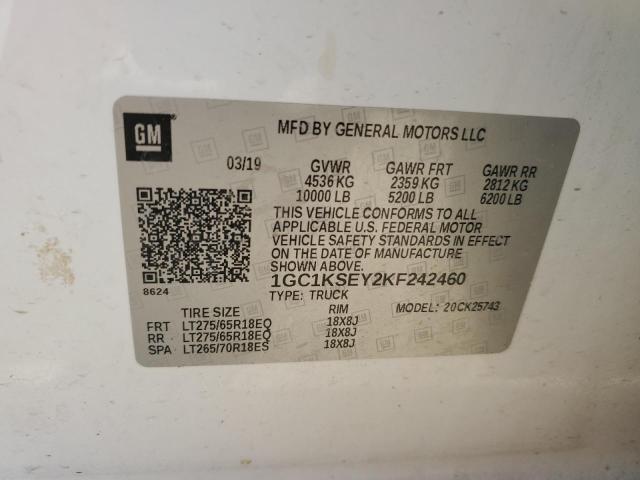 GM
MFD BY GENERAL MOTORS LLC
03/19 GVWR GAWR FRT GAWR RR
4536 KG 2359 KG 2812 KG
10000 LB 5200 LB 6200 LB
THIS VEHICLE CONFORMS TO ALL
APPLICABLE U.S. FEDERAL MOTOR
VEHICLE SAFETY STANDARDS IN EFFECT
ON THE DATE OF MANUFACTURE
SHOWN ABOVE.
1GC1KSEY2KF242460
8624
TYPE: TRUCK
TIRE SIZE RIM MODEL: 20CK25743
FRT LT275/65R18EQ 18X8J
RR LT275/65R18EQ 18X8J
SPA LT265/70R18ES 18X8J